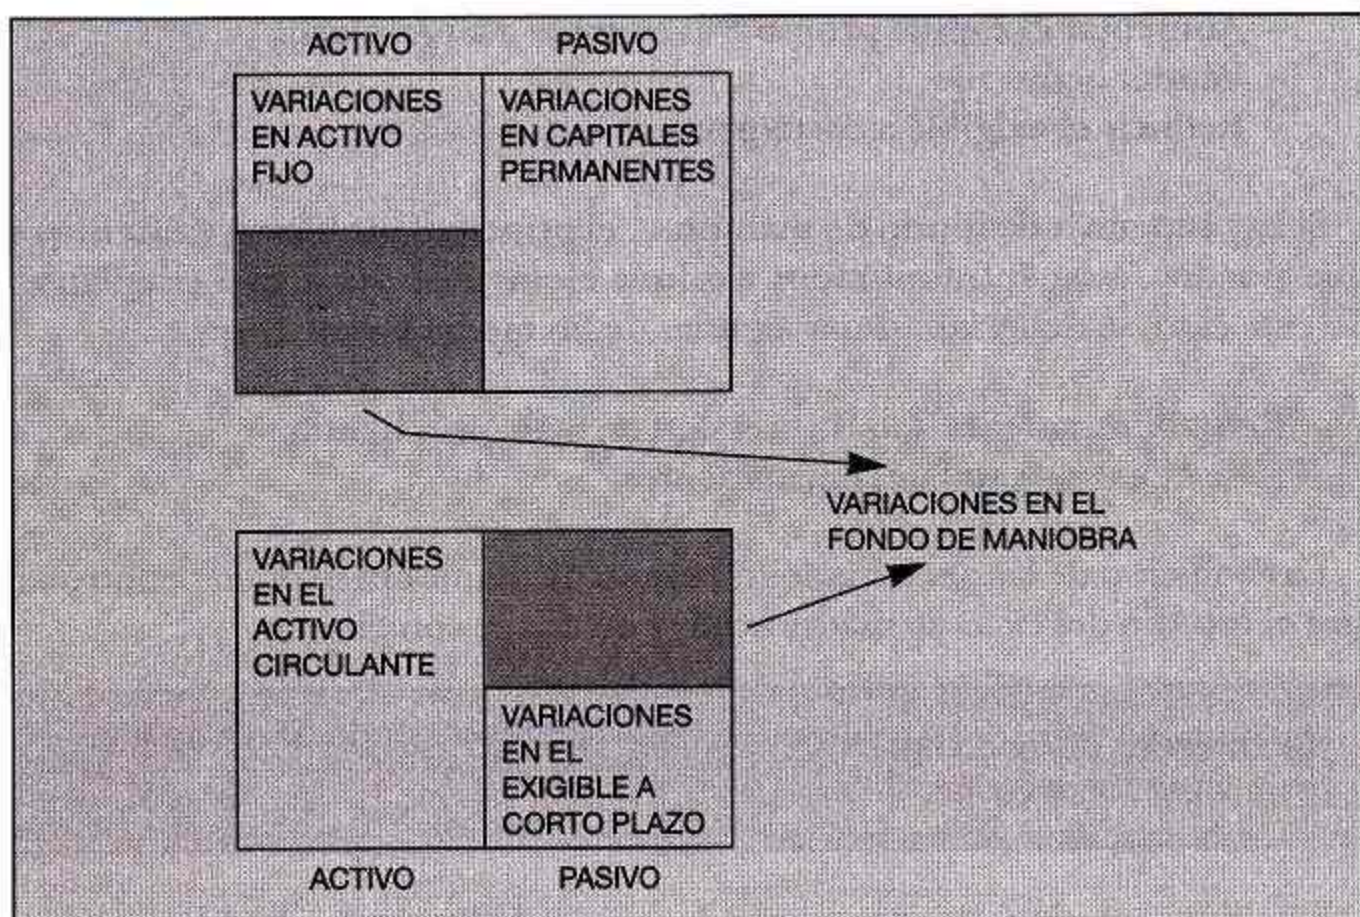 ACTIVO PASIVO
VARIACIONES
EN ACTIVO
FIJO
VARIACIONES
EN CAPITALES
PERMANENTES
VARIACIONES EN EL
FONDO DE MANIOBRA
VARIACIONES
EN EL
ACTIVO
CIRCULANTE
VARIACIONES
EN EL
EXIGIBLE A
CORTO PLAZO
ACTIVO PASIVO